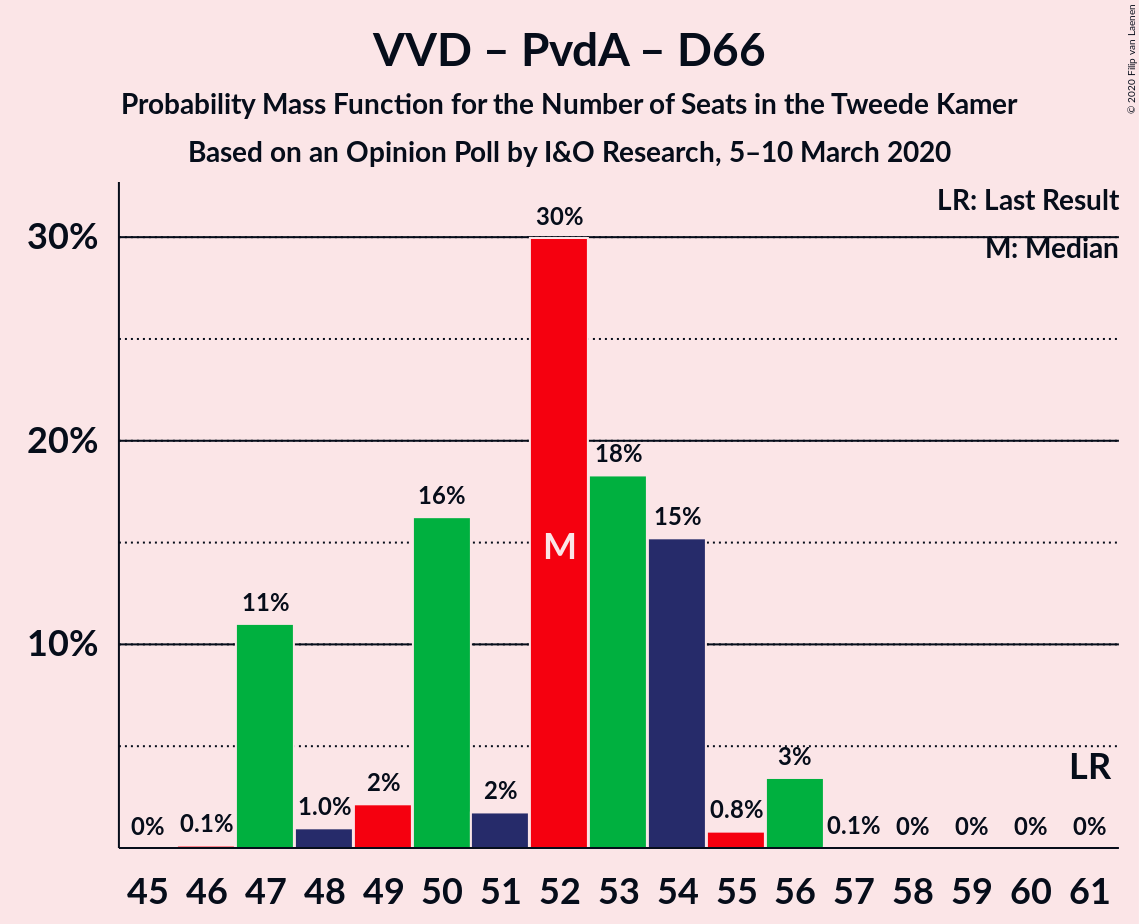 VVD – PvdA – D66
Probability Mass Function for the Number of Seats in the Tweede Kamer
Based on an Opinion Poll by I&O Research, 5–10 March 2020
© 2020 Filip van Laenen
LR: Last Result
M: Median
30%
20%
10%
0%
0.1%
11%
1.0%
2%
16%
2%
30%
M
18%
15%
0.8%
3%
0.1%
0%
0%
0%
0%
LR
45 46 47 48 49 50 51 52 53 54 55 56 57 58 59 60 61